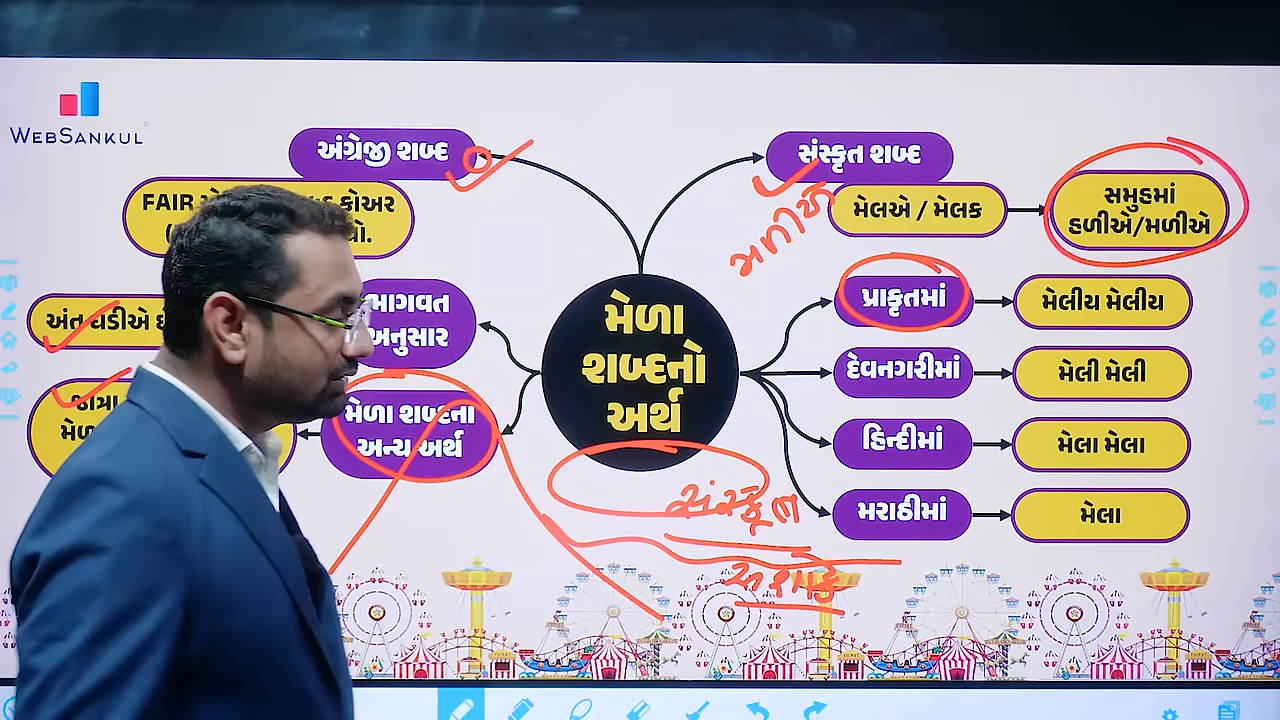 WEBSANKUL
અંગ્રેજી શબ્દ
FAIR
કોઅર
ભાગવત
અનુસાર
મેળા શબ્દના
અન્ય અર્થ
જાત્રા
મેળા
શબ્દનો
અર્થ
સંસ્કૃત શબ્દ
મેલએ / મેલક
સમુહમાં
હળીએ/મળીએ
પ્રાકૃતમાં
મેલીય મેલીય
દેવનગરીમાં
મેલી મેલી
હિન્દીમાં
મેલા મેલા
મરાઠીમાં
મેલા
સંસ્કૃત